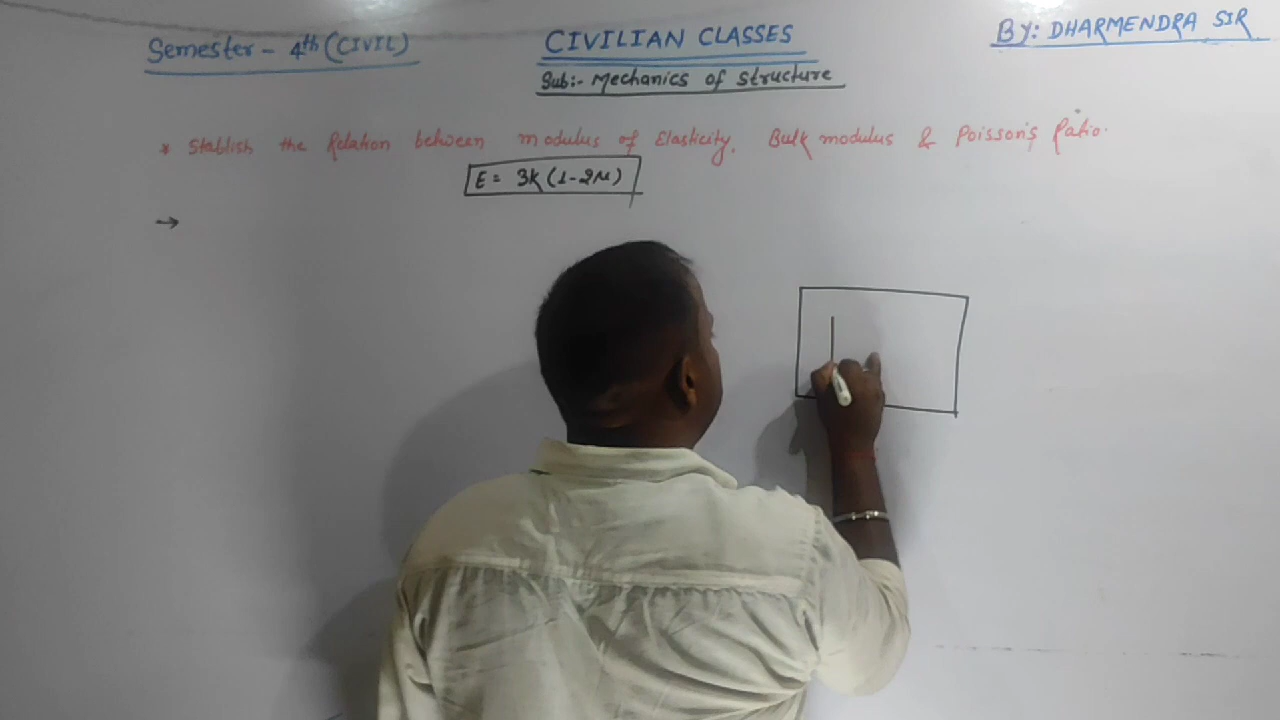 Semester - 4th (CIVIL)
CIVILIAN CLASSES
BY: DHARMENDRA SIR
Sub:- Mechanics of structure
* Stablish the Relation between modulus of Elasticity, Bulk modulus & Poisson's Ratio.
E = 3K (1-2μ)
→